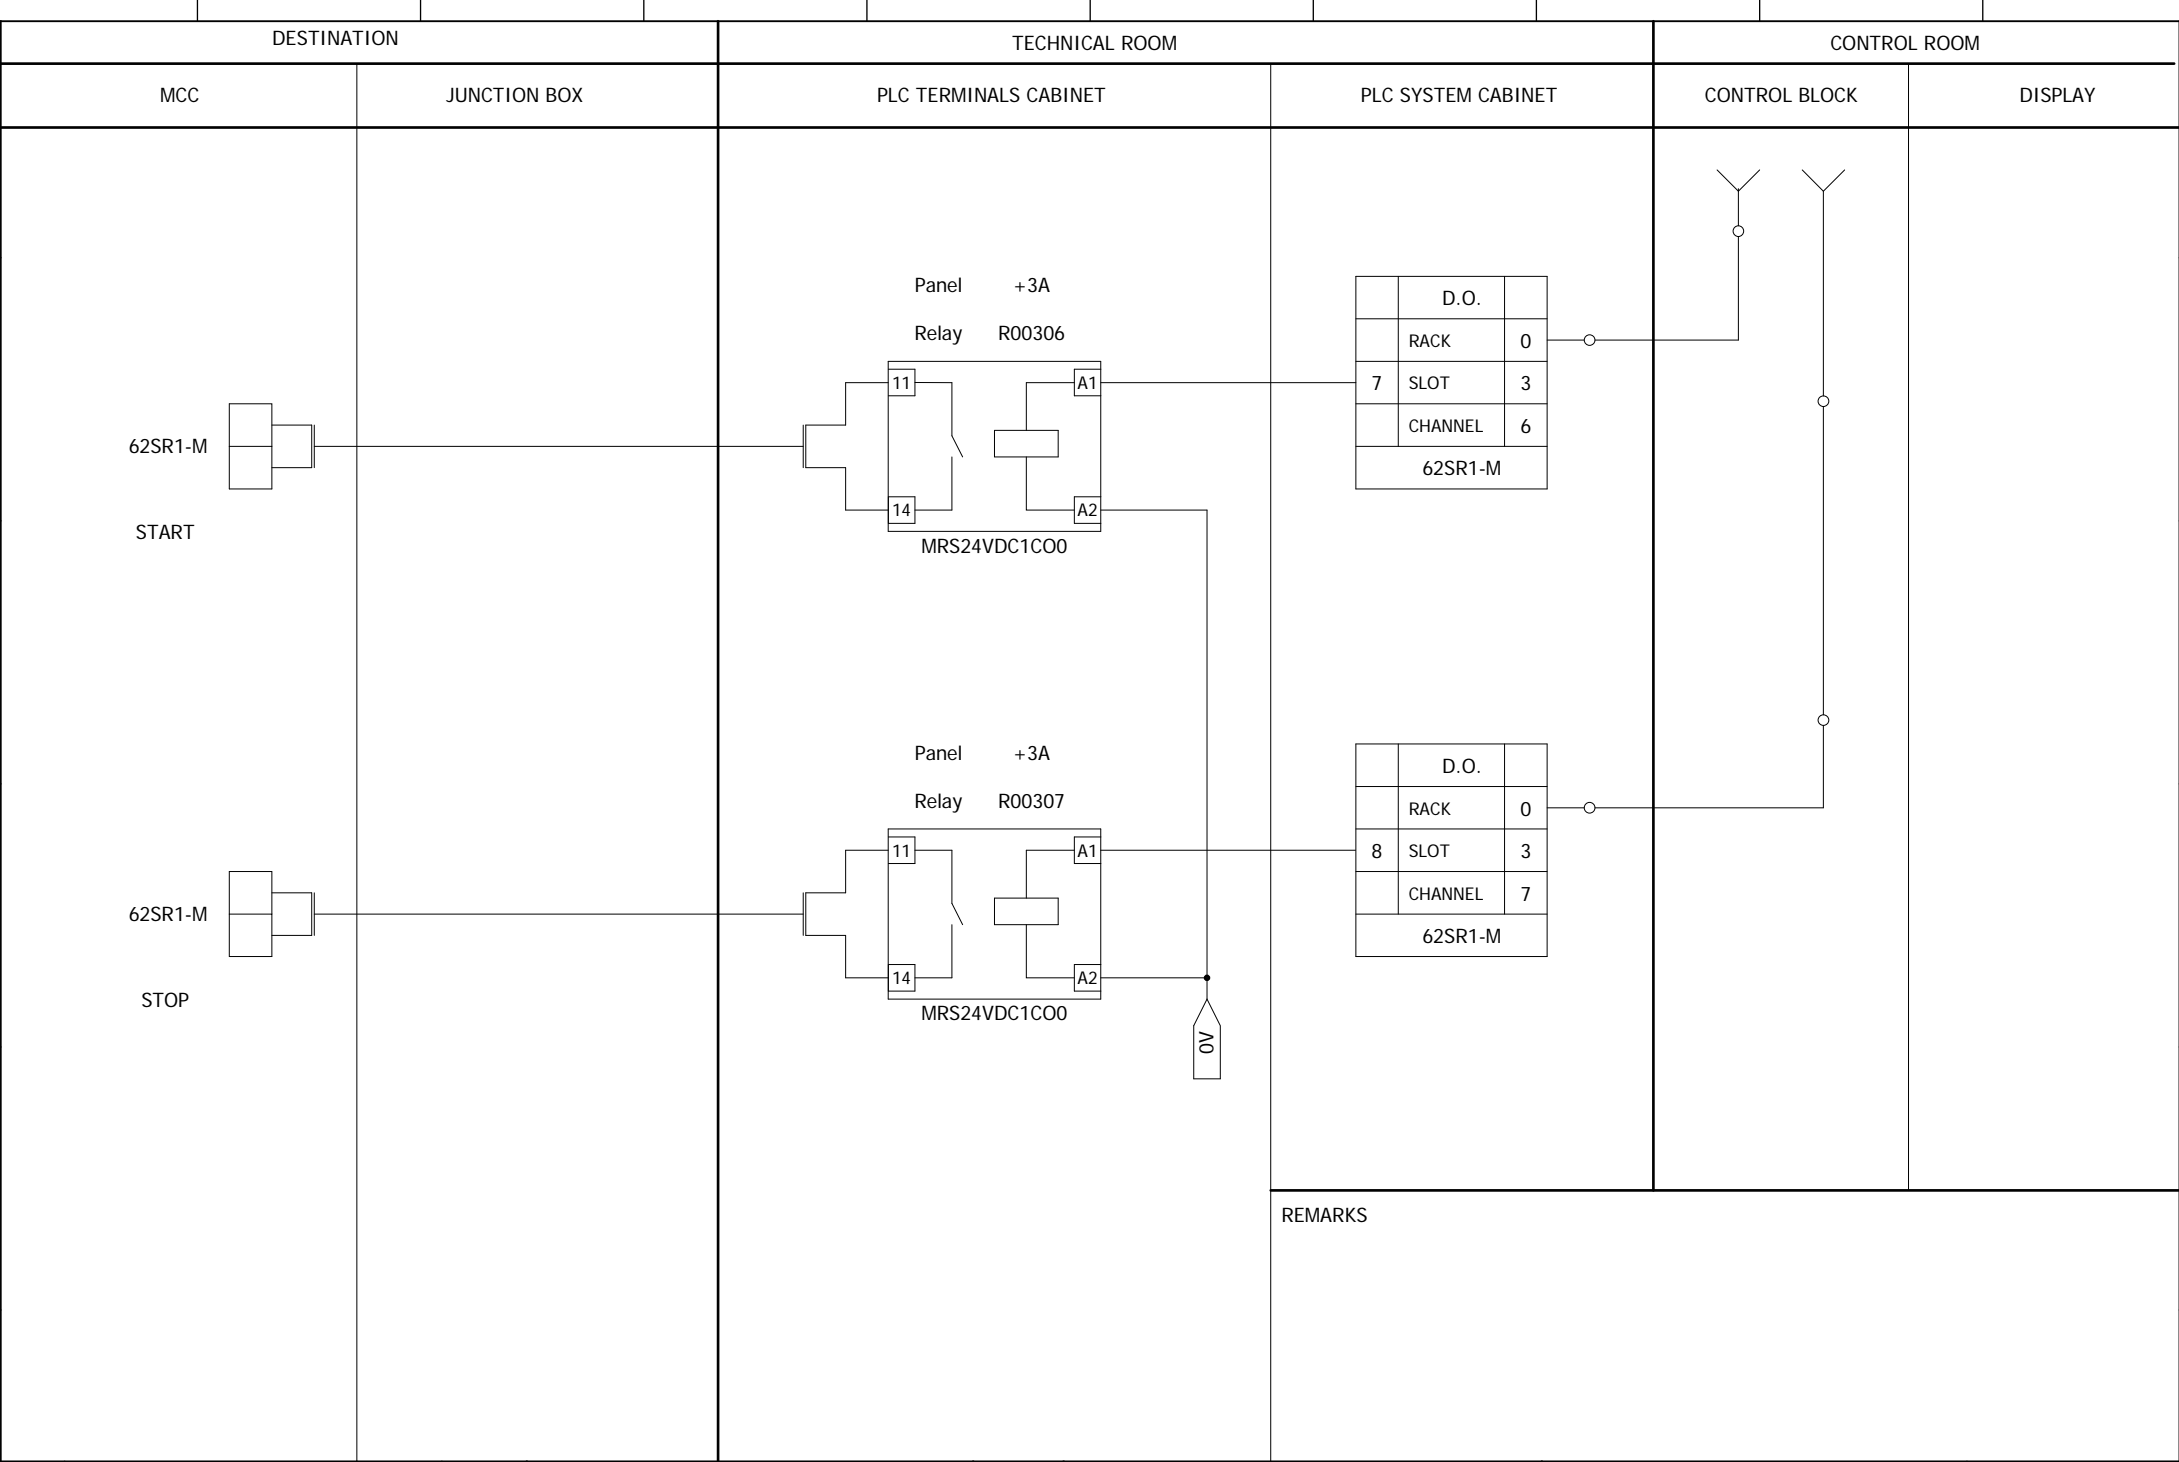 DESTINATION
TECHNICAL ROOM
CONTROL ROOM
MCC
JUNCTION BOX
PLC TERMINALS CABINET
PLC SYSTEM CABINET
CONTROL BLOCK
DISPLAY
Panel +3A
Relay R00306
11
A1
14
A2
MRS24VDC1CO0
62SR1-M
START
D.O.
RACK 0
7 SLOT 3
CHANNEL 6
62SR1-M
Panel +3A
Relay R00307
11
A1
14
A2
MRS24VDC1CO0
62SR1-M
STOP
D.O.
RACK 0
8 SLOT 3
CHANNEL 7
62SR1-M
0V
REMARKS